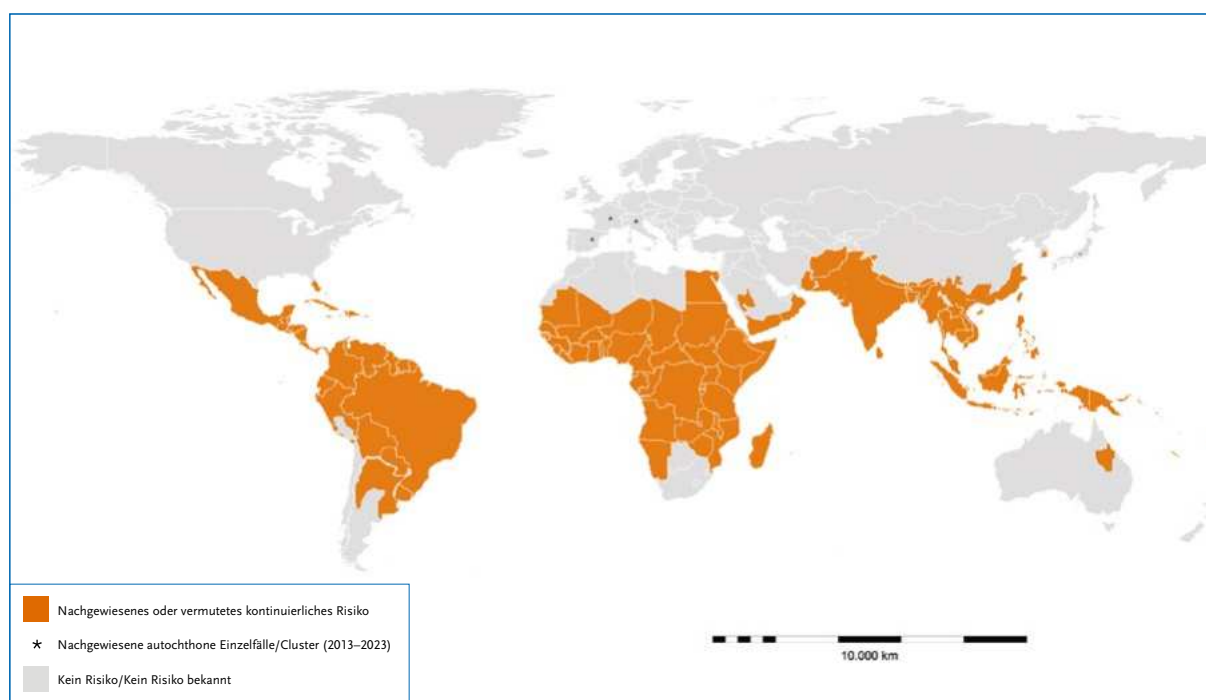 Nachgewiesenes oder vermutetes kontinuierliches Risiko
* Nachgewiesene autochthone Einzelfälle/Cluster (2013–2023)
Kein Risiko/Kein Risiko bekannt
10.000 km